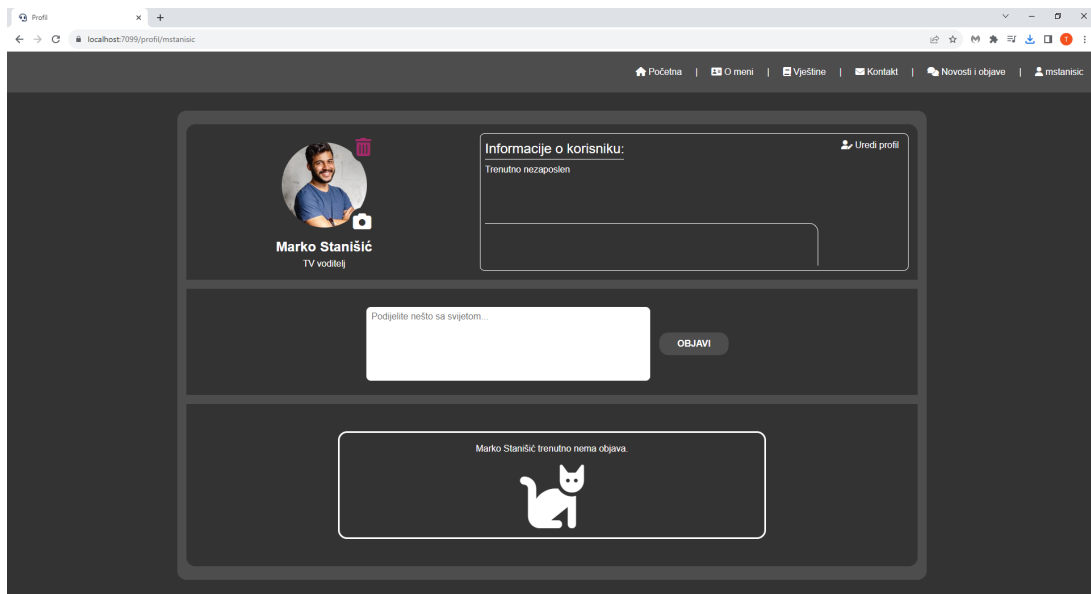 Profil
localhost:7099/profil/mstanisic
Početna | O meni | Vještine | Kontakt | Novosti i objave | mstanisic
Informacije o korisniku:
Uredi profil
Trenutno nezaposlen
Marko Stanišić
TV voditelj
Podijelite nešto sa svijetom...
OBJAVI
Marko Stanišić trenutno nema objava.